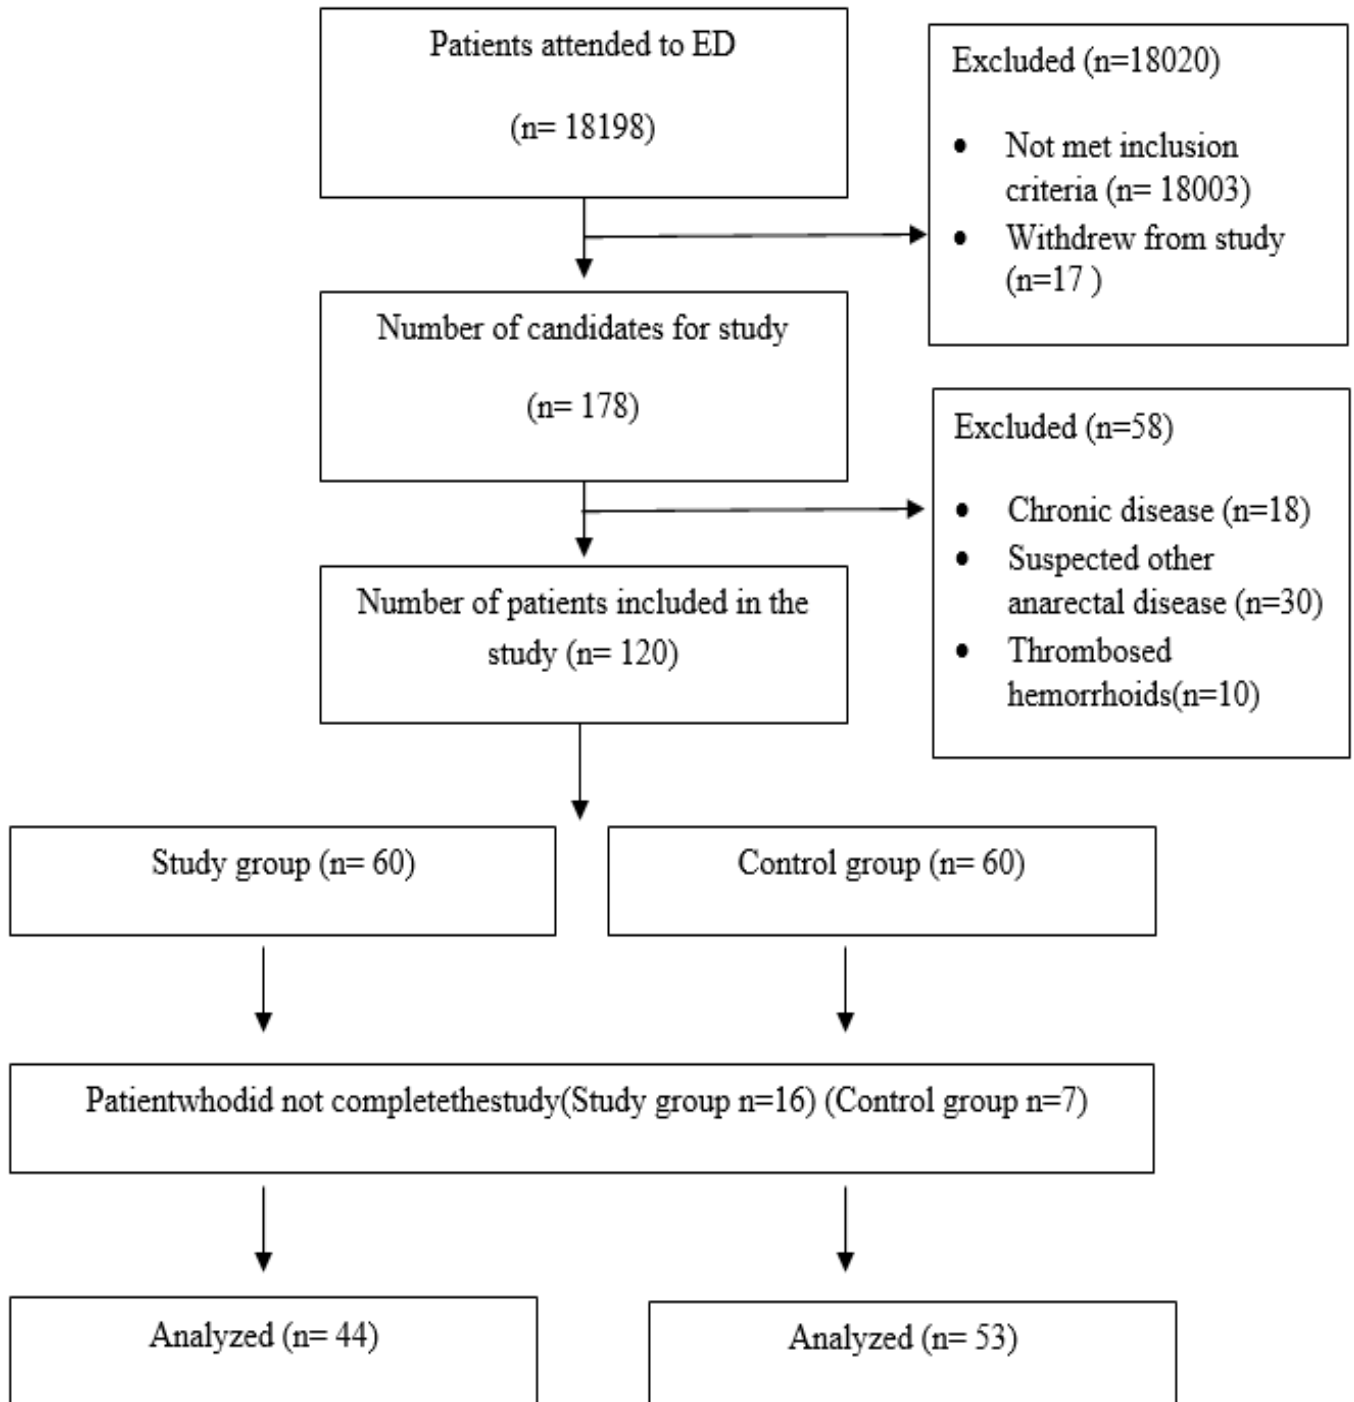 Patients attended to ED
(n= 18198)
Excluded (n=18020)
• Not met inclusion
criteria (n= 18003)
• Withdrew from study
(n=17 )
Number of candidates for study
(n= 178)
Excluded (n=58)
• Chronic disease (n=18)
• Suspected other
anarectal disease (n=30)
• Thrombosed
hemorrhoids(n=10)
Number of patients included in the
study (n= 120)
Study group (n= 60)
Control group (n= 60)
Patientwhodid not completethestudy(Study group n=16) (Control group n=7)
Analyzed (n= 44)
Analyzed (n= 53)